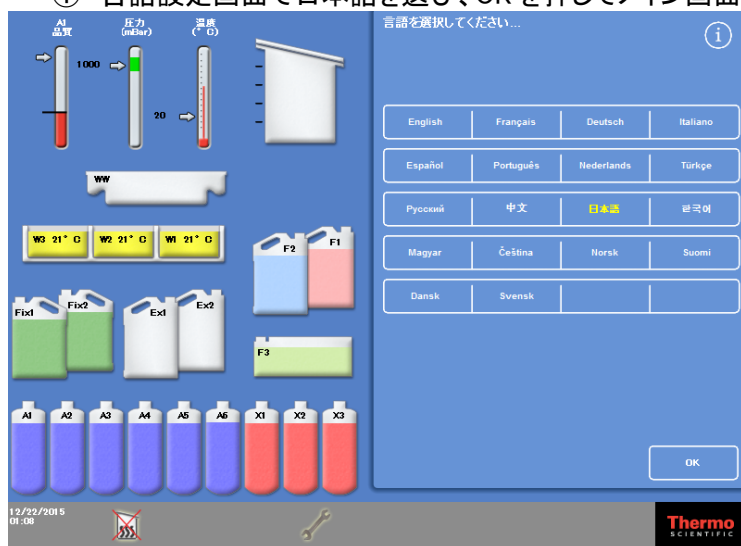 ① 言語設定画面で日本語を選び、OK を押してメイン画面
A1 品質
圧力 (mBar)
温度 (° C)
1000
20
言語を選択してください...
i
English Français Deutsch Italiano
Español Português Nederlands Türkçe
Русский 中文 日本語 한국어
Magyar Čeština Norsk Suomi
Dansk Svensk
WW
W3 21° C W2 21° C W1 21° C
F2 F1
Fix1 Fix2 Ex1 Ex2
F3
A1 A2 A3 A4 A5 A6 X1 X2 X3
OK
12/22/2015
01:08
Thermo
SCIENTIFIC